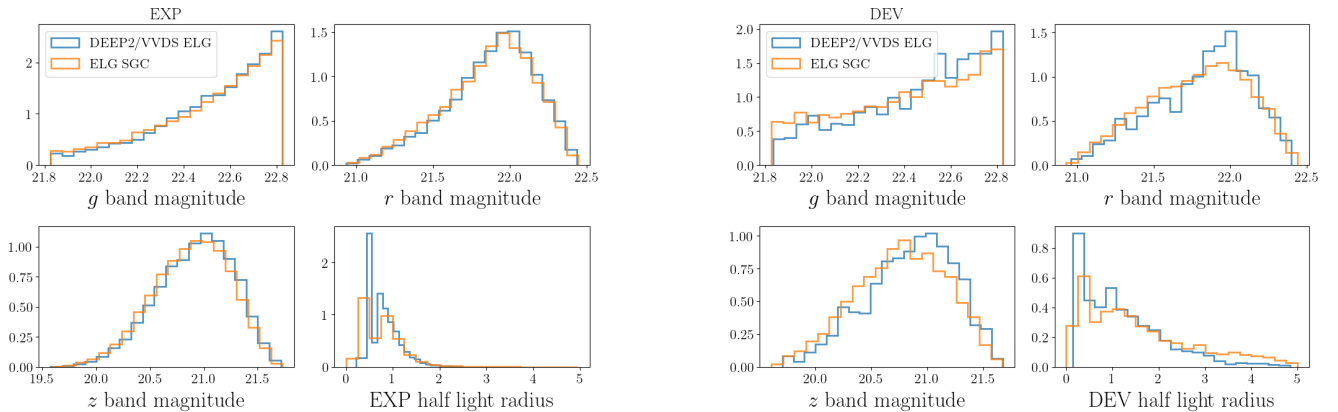 EXP
DEEP2/VVDS ELG
ELG SGC
2
1
0
21.8 22.0 22.2 22.4 22.6 22.8
g band magnitude
1.5
1.0
0.5
0.0
21.0 21.5 22.0 22.5
r band magnitude
1.00
0.75
0.50
0.25
0.00
19.5 20.0 20.5 21.0 21.5
z band magnitude
2
1
0
0 1 2 3 4 5
EXP half light radius
DEV
DEEP2/VVDS ELG
ELG SGC
2.0
1.5
1.0
0.5
0.0
21.8 22.0 22.2 22.4 22.6 22.8
g band magnitude
1.5
1.0
0.5
0.0
21.0 21.5 22.0 22.5
r band magnitude
1.00
0.75
0.50
0.25
0.00
20.0 20.5 21.0 21.5
z band magnitude
0.8
0.6
0.4
0.2
0.0
0 1 2 3 4 5
DEV half light radius